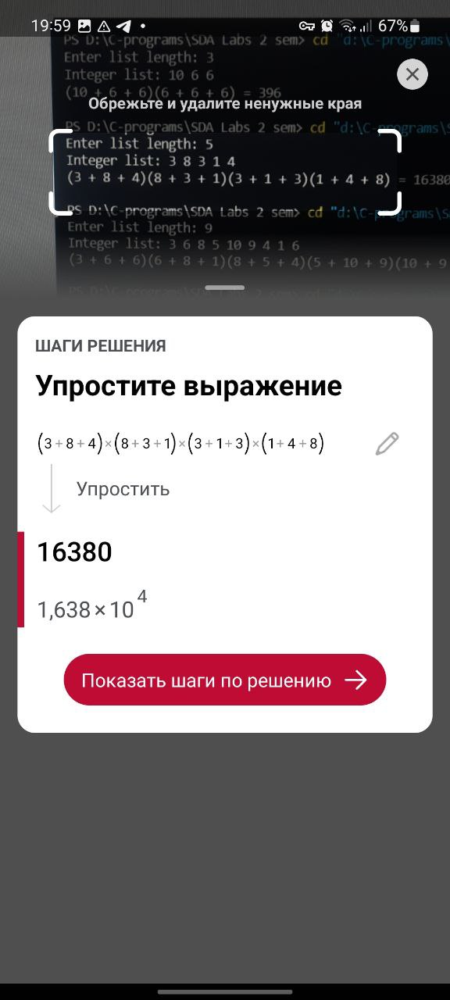 19:59
67%
PS D:\C-programs\SDA Labs 2 sem> cd "d:\C-programs\
Enter list length: 3
Integer list: 10 6 6
(10 + 6 + 6)(6 + 6 + 6) = 396
Обрежьте и удалите ненужные края
PS D:\C-programs\SDA Labs 2 sem> cd "d:\C-programs\S
Enter list length: 5
Integer list: 3 8 3 1 4
(3 + 8 + 4)(8 + 3 + 1)(3 + 1 + 3)(1 + 4 + 8) = 16380
PS D:\C-programs\SDA Labs 2 sem> cd "d:\C-programs\S
Enter list length: 9
Integer list: 3 6 8 5 10 9 4 1 6
(3 + 6 + 6)(6 + 8 + 1)(8 + 5 + 4)(5 + 10 + 9)(10 + 9
ШАГИ РЕШЕНИЯ
Упростите выражение
(3+8+4)×(8+3+1)×(3+1+3)×(1+4+8)
Упростить
16380
1,638×10⁴
Показать шаги по решению